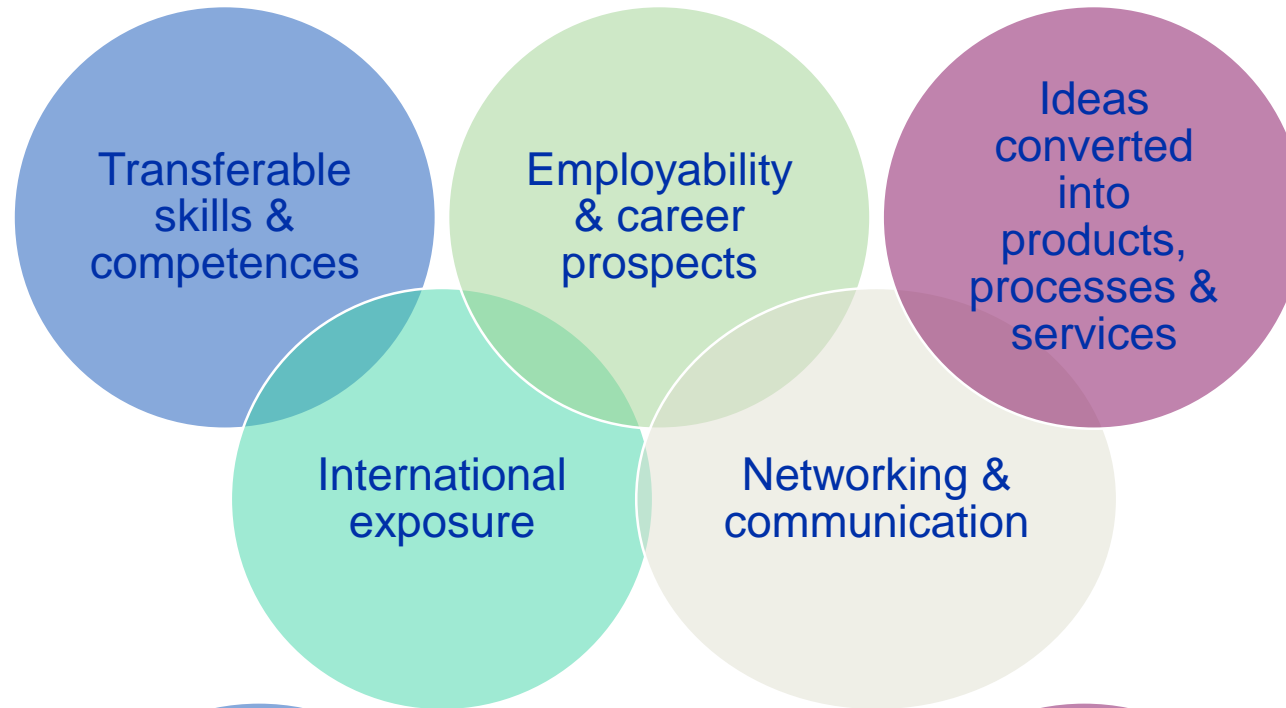 Transferable
skills &
competences
Employability
& career
prospects
Ideas
converted
into
products,
processes &
services
International
exposure
Networking &
communication